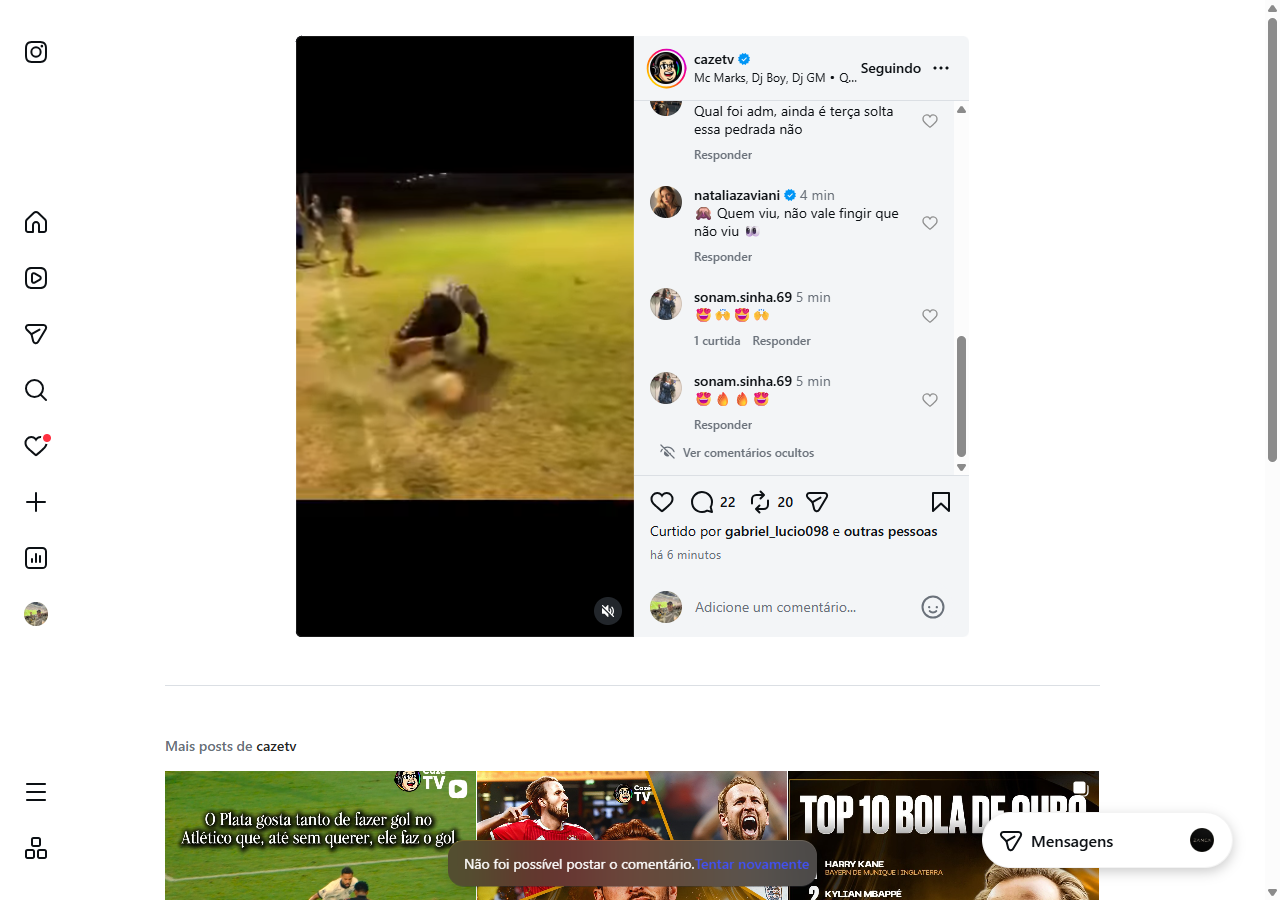 cazetv
Mc Marks, Dj Boy, Dj GM • Q...
Seguindo
Qual foi adm, ainda é terça solta
essa pedrada não
Responder
nataliazaviani 4 min
🙈 Quem viu, não vale fingir que
não viu 👀
Responder
sonam.sinha.69 5 min
😍🙌😍🙌
1 curtida Responder
sonam.sinha.69 5 min
😍🔥🔥😍
Responder
Ver comentários ocultos
22 20
Curtido por gabriel_lucio098 e outras pessoas
há 6 minutos
Adicione um comentário...
Mais posts de cazetv
TV
O Plata gosta tanto de fazer gol no
Atlético que, até sem querer, ele faz o gol
Caze
TV
TOP 10 BOLA DE OURO
HARRY KANE
BAYERN DE MUNIQUE | INGLATERRA
2 KYLIAN MBAPPÉ
Mensagens
Não foi possível postar o comentário. Tentar novamente